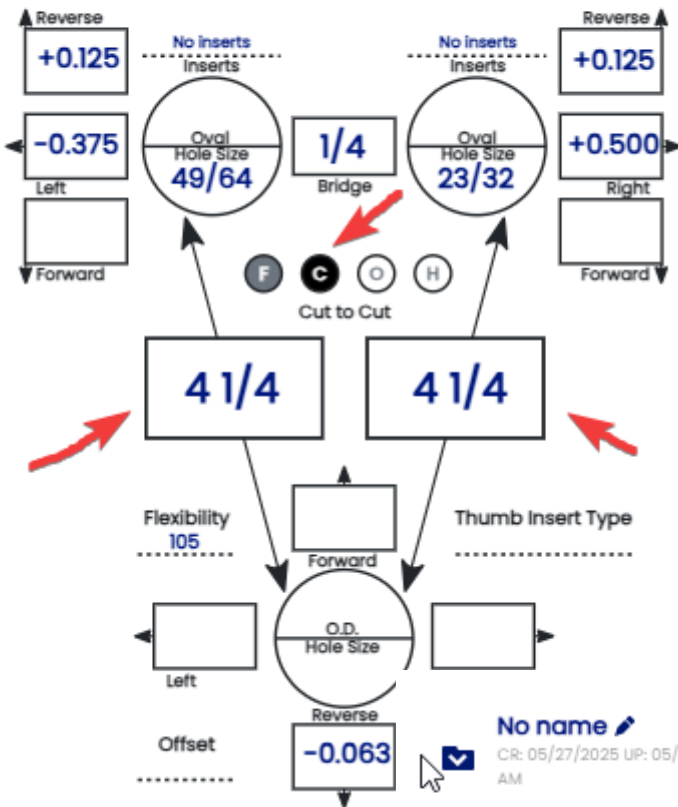 Reverse
Reverse
+0.125
No inserts
No inserts
+0.125
Inserts
Inserts
-0.375
Oval
1/4
Oval
+0.500
Hole Size
Hole Size
49/64
23/32
Left
Bridge
Right
Forward
F C O H
Forward
Cut to Cut
4 1/4
4 1/4
Flexibility
Thumb Insert Type
105
Forward
O.D.
Hole Size
Left
Reverse
Offset
-0.063
No name
CR: 05/27/2025 UP: 05/
AM